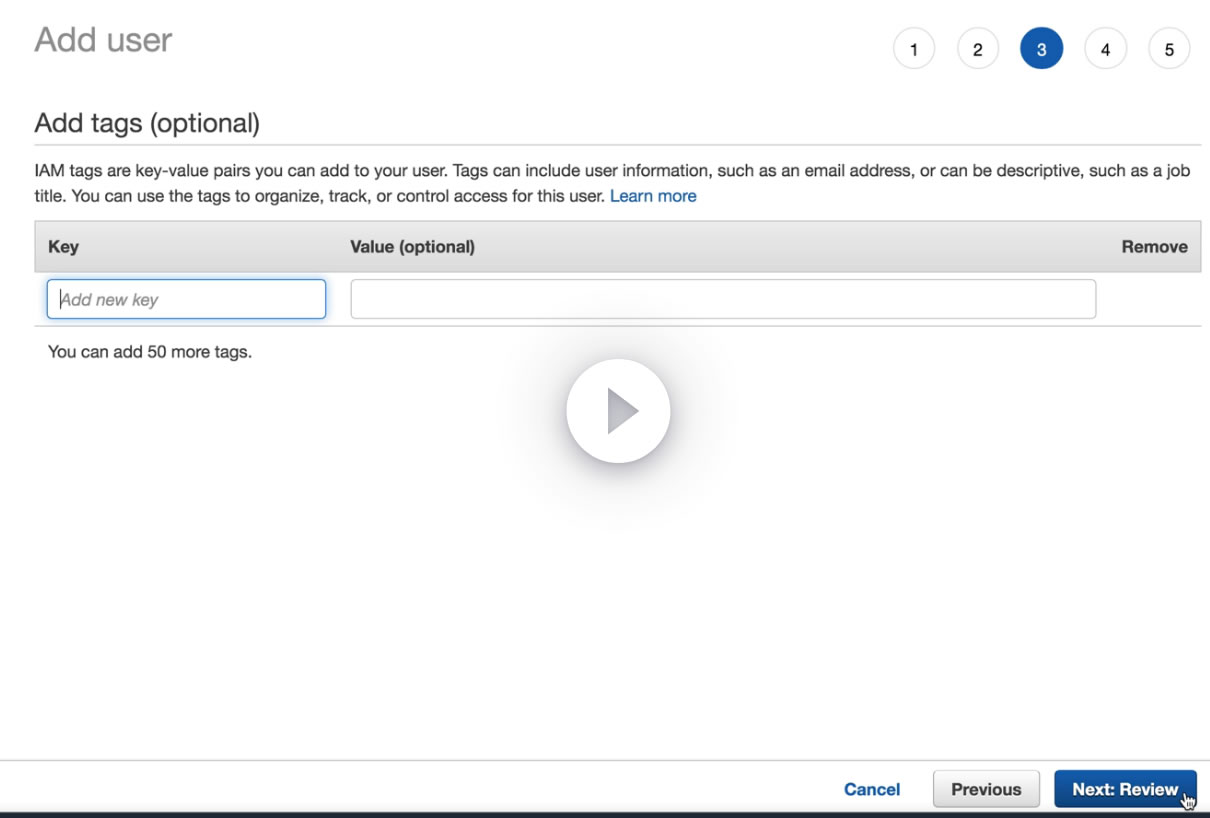 Add user
1 2 3 4 5
Add tags (optional)
IAM tags are key-value pairs you can add to your user. Tags can include user information, such as an email address, or can be descriptive, such as a job
title. You can use the tags to organize, track, or control access for this user. Learn more
Key Value (optional) Remove
Add new key
You can add 50 more tags.
Cancel Previous Next: Review